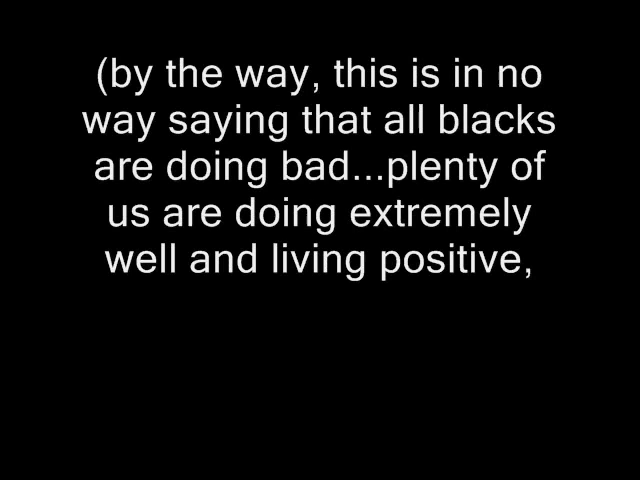 (by the way, this is in no
way saying that all blacks
are doing bad...plenty of
us are doing extremely
well and living positive,